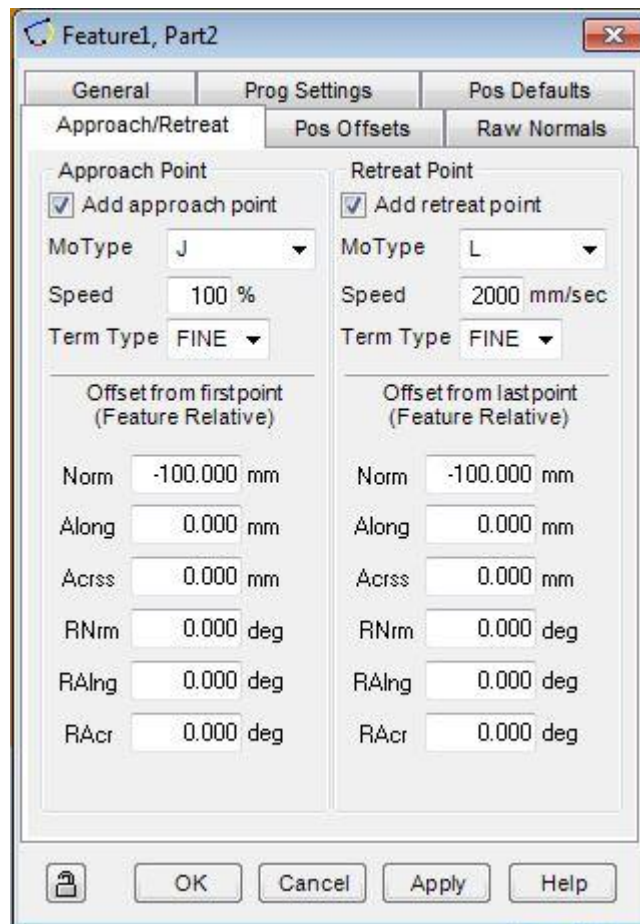 Feature1, Part2
General Prog Settings Pos Defaults
Approach/Retreat Pos Offsets Raw Normals
Approach Point
Add approach point
MoType J
Speed 100 %
Term Type FINE
Offset from first point
(Feature Relative)
Norm -100.000 mm
Along 0.000 mm
Acrss 0.000 mm
RNrm 0.000 deg
RAlng 0.000 deg
RAcr 0.000 deg
Retreat Point
Add retreat point
MoType L
Speed 2000 mm/sec
Term Type FINE
Offset from last point
(Feature Relative)
Norm -100.000 mm
Along 0.000 mm
Acrss 0.000 mm
RNrm 0.000 deg
RAlng 0.000 deg
RAcr 0.000 deg
OK Cancel Apply Help